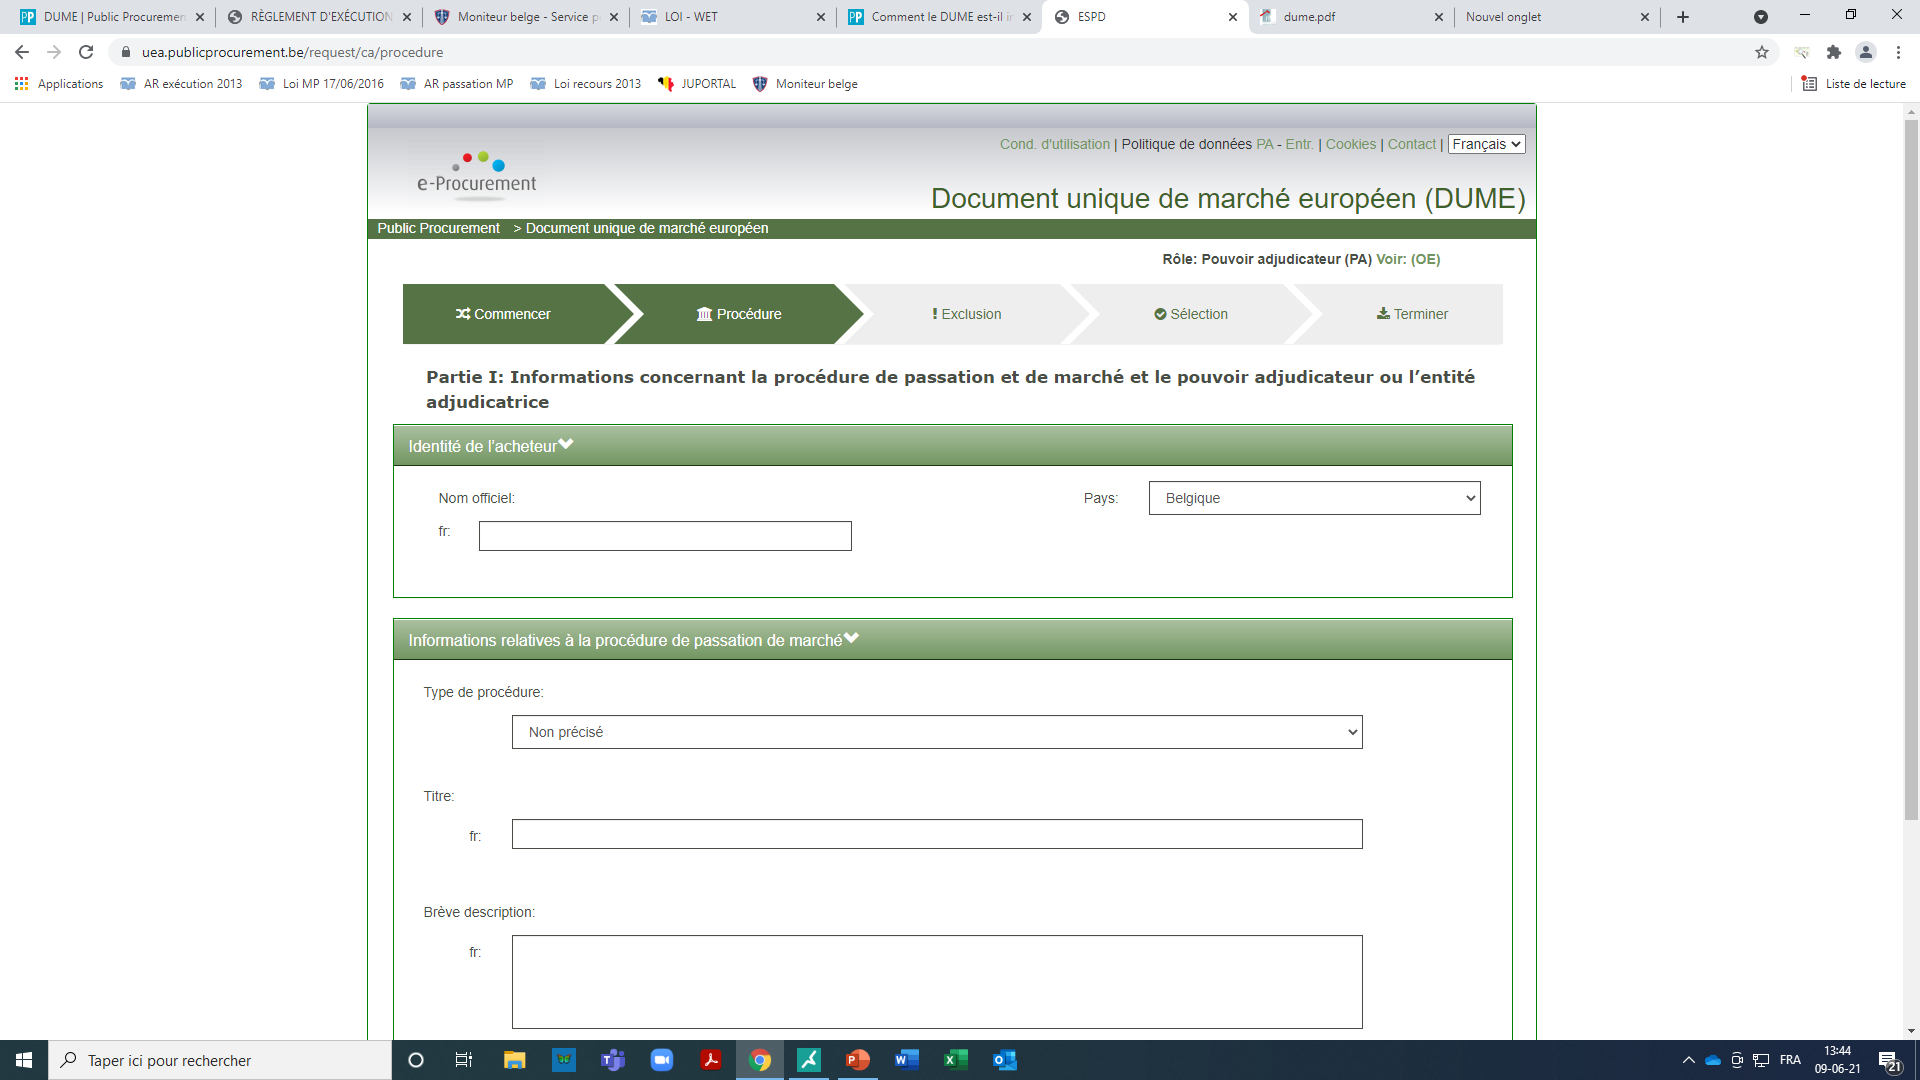 DUME | Public Procuremen
RÈGLEMENT D'EXÉCUTION
Moniteur belge - Service p
LOI - WET
Comment le DUME est-il in
ESPD
dume.pdf
Nouvel onglet
uea.publicprocurement.be/request/ca/procedure
Applications
AR exécution 2013
Loi MP 17/06/2016
AR passation MP
Loi recours 2013
JUPORTAL
Moniteur belge
Liste de lecture
Cond. d'utilisation | Politique de données PA - Entr. | Cookies | Contact | Français
e-Procurement
Document unique de marché européen (DUME)
Public Procurement > Document unique de marché européen
Rôle: Pouvoir adjudicateur (PA) Voir: (OE)
Commencer
Procédure
Exclusion
Sélection
Terminer
Partie I: Informations concernant la procédure de passation et de marché et le pouvoir adjudicateur ou l’entité
adjudicatrice
Identité de l’acheteur
Nom officiel:
Pays:
Belgique
fr:
Informations relatives à la procédure de passation de marché
Type de procédure:
Non précisé
Titre:
fr:
Brève description:
fr:
Taper ici pour rechercher
FRA
13:44
09-06-21
21